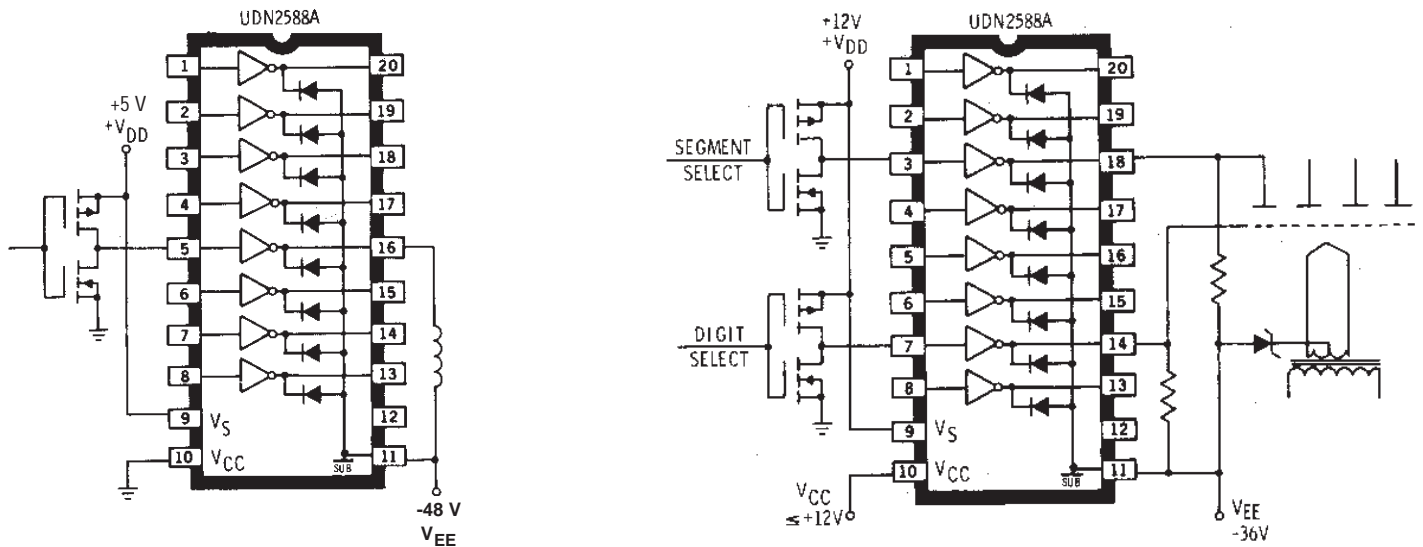 UDN2588A
1
20
2
19
+5 V
+VDD
3
18
4
17
5
16
6
15
7
14
8
13
9
VS
12
10
VCC
SUB
11
-48 V
VEE
UDN2588A
+12V
+VDD
1
20
2
19
SEGMENT
SELECT
3
18
4
17
5
16
6
15
DIGIT
SELECT
7
14
8
13
9
VS
12
10
VCC
SUB
11
VCC
≤ +12V
VEE
-36V